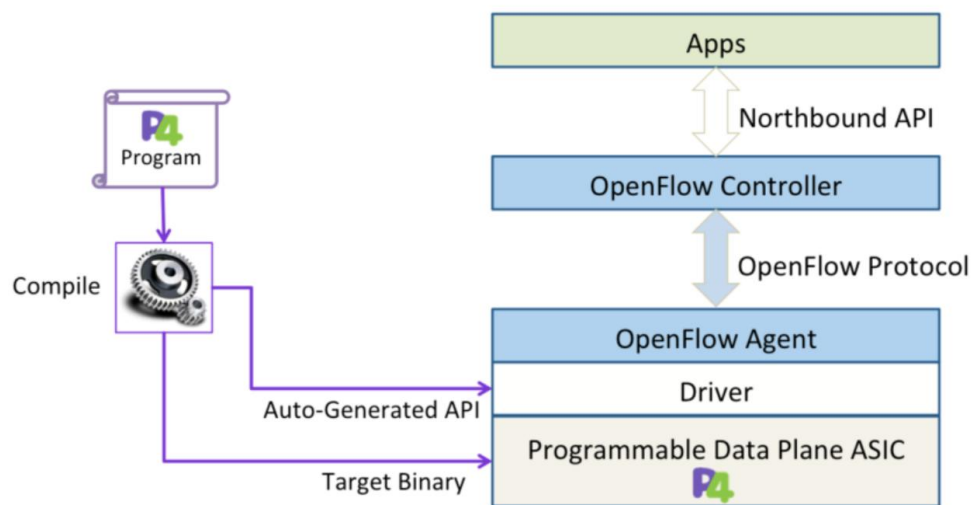 Apps
Northbound API
P4
Program
OpenFlow Controller
Compile
OpenFlow Protocol
OpenFlow Agent
Driver
Auto-Generated API
Programmable Data Plane ASIC
Target Binary
P4